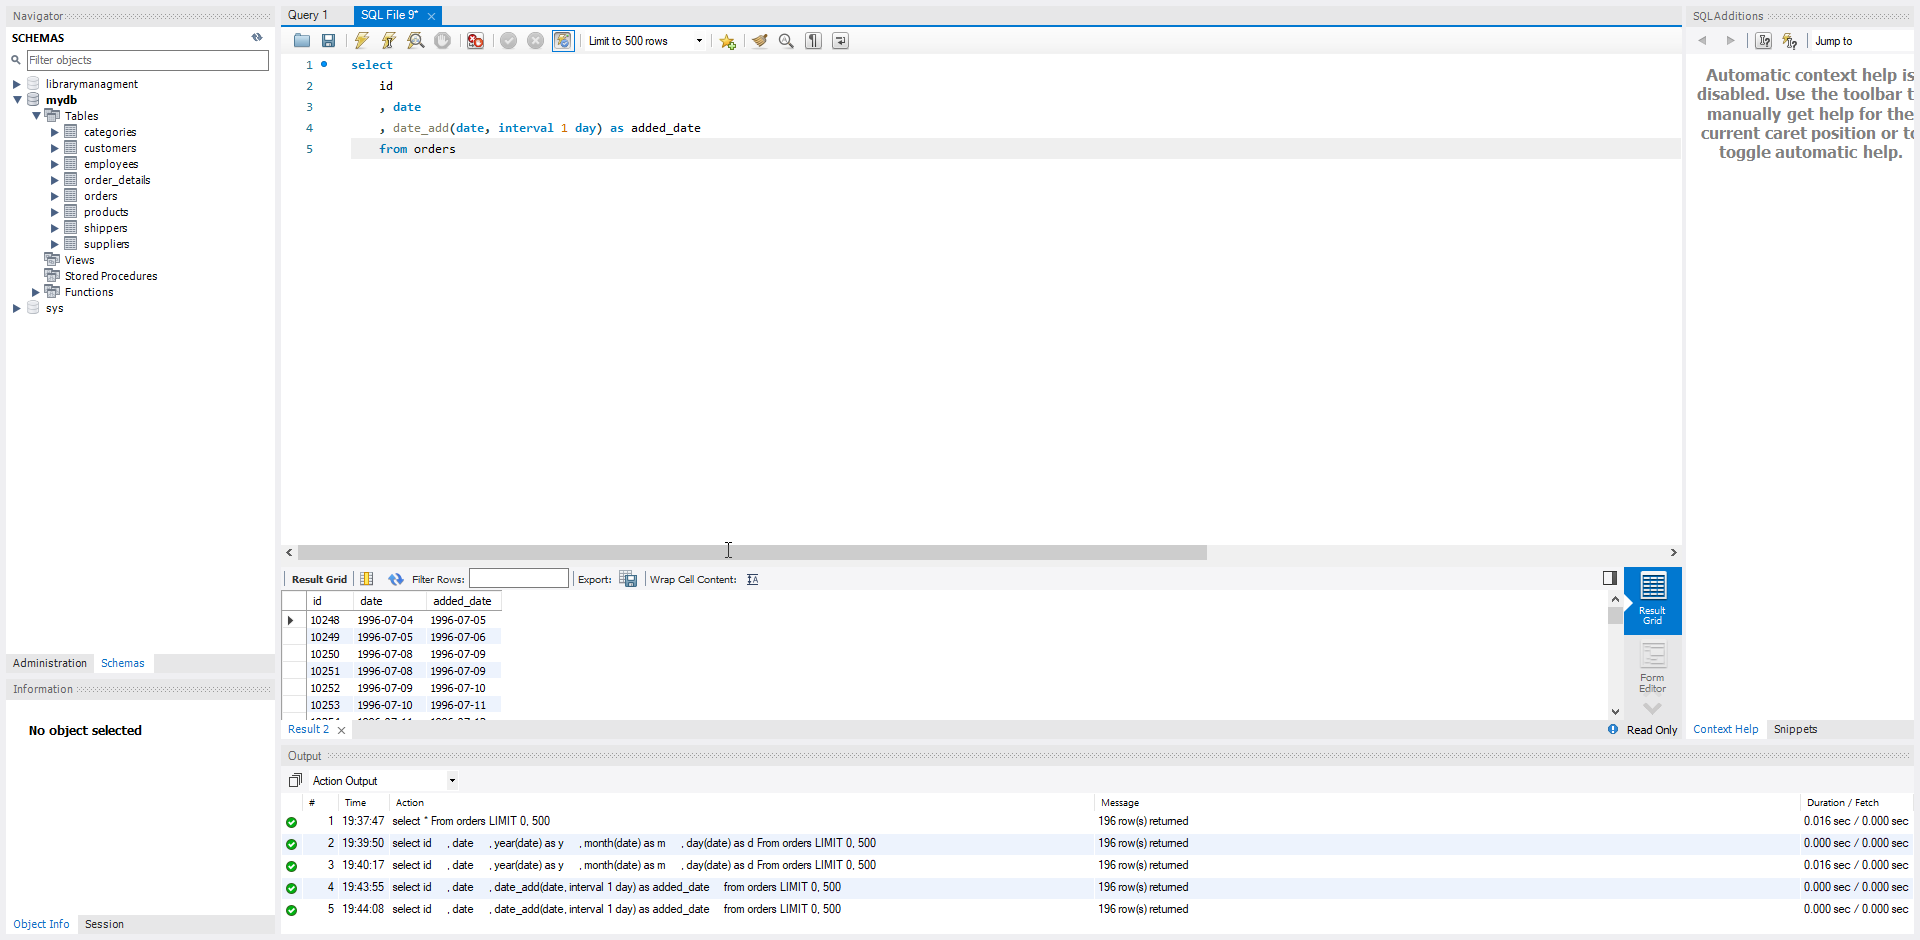 Navigator
SCHEMAS
Filter objects
librarymanagment
mydb
Tables
categories
customers
employees
order_details
orders
products
shippers
suppliers
Views
Stored Procedures
Functions
sys
Administration Schemas
Information
No object selected
Object Info Session
Query 1 SQL File 9*
Limit to 500 rows
1 select
2 id
3 , date
4 , date_add(date, interval 1 day) as added_date
5 from orders
Result Grid Filter Rows: Export: Wrap Cell Content:
id date added_date
10248 1996-07-04 1996-07-05
10249 1996-07-05 1996-07-06
10250 1996-07-08 1996-07-09
10251 1996-07-08 1996-07-09
10252 1996-07-09 1996-07-10
10253 1996-07-10 1996-07-11
Result Grid
Form Editor
Result 2 Read Only
Output
Action Output
# Time Action Message Duration / Fetch
1 19:37:47 select * From orders LIMIT 0, 500 196 row(s) returned 0.016 sec / 0.000 sec
2 19:39:50 select id , date , year(date) as y , month(date) as m , day(date) as d From orders LIMIT 0, 500 196 row(s) returned 0.000 sec / 0.000 sec
3 19:40:17 select id , date , year(date) as y , month(date) as m , day(date) as d From orders LIMIT 0, 500 196 row(s) returned 0.016 sec / 0.000 sec
4 19:43:55 select id , date , date_add(date, interval 1 day) as added_date from orders LIMIT 0, 500 196 row(s) returned 0.000 sec / 0.000 sec
5 19:44:08 select id , date , date_add(date, interval 1 day) as added_date from orders LIMIT 0, 500 196 row(s) returned 0.000 sec / 0.000 sec
SQLAdditions
Jump to
Automatic context help is
disabled. Use the toolbar t
manually get help for the
current caret position or to
toggle automatic help.
Context Help Snippets